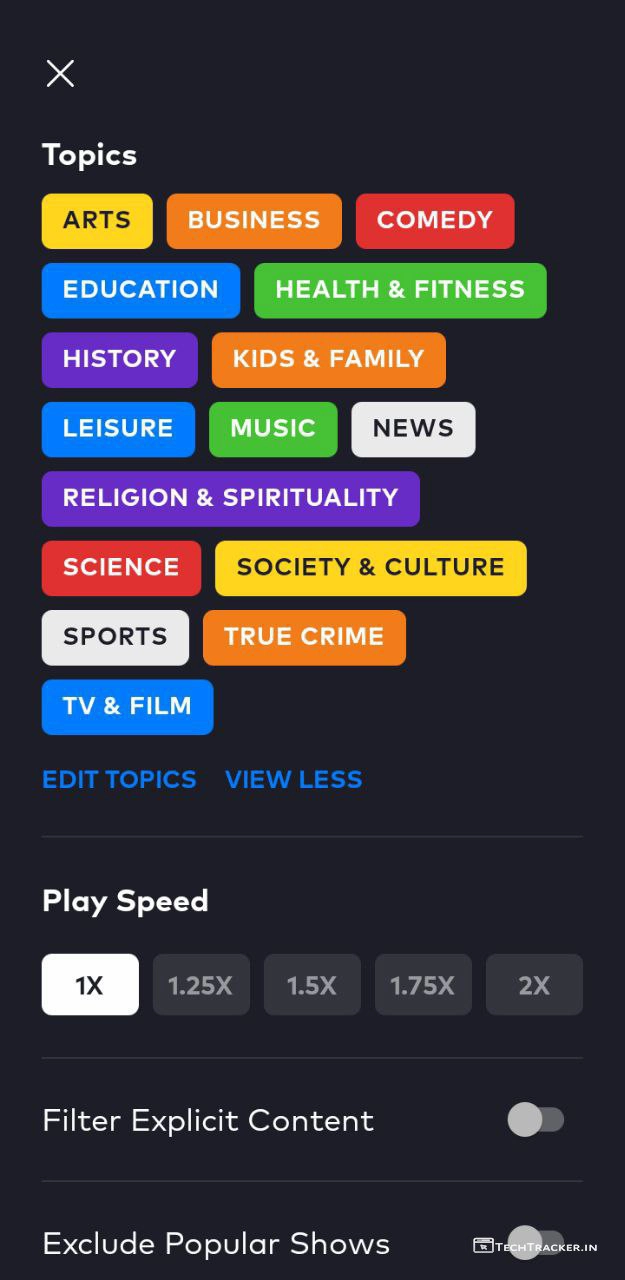 Topics
ARTS BUSINESS COMEDY
EDUCATION HEALTH & FITNESS
HISTORY KIDS & FAMILY
LEISURE MUSIC NEWS
RELIGION & SPIRITUALITY
SCIENCE SOCIETY & CULTURE
SPORTS TRUE CRIME
TV & FILM
EDIT TOPICS VIEW LESS
Play Speed
1X 1.25X 1.5X 1.75X 2X
Filter Explicit Content
Exclude Popular Shows
TECHTRACKER.IN